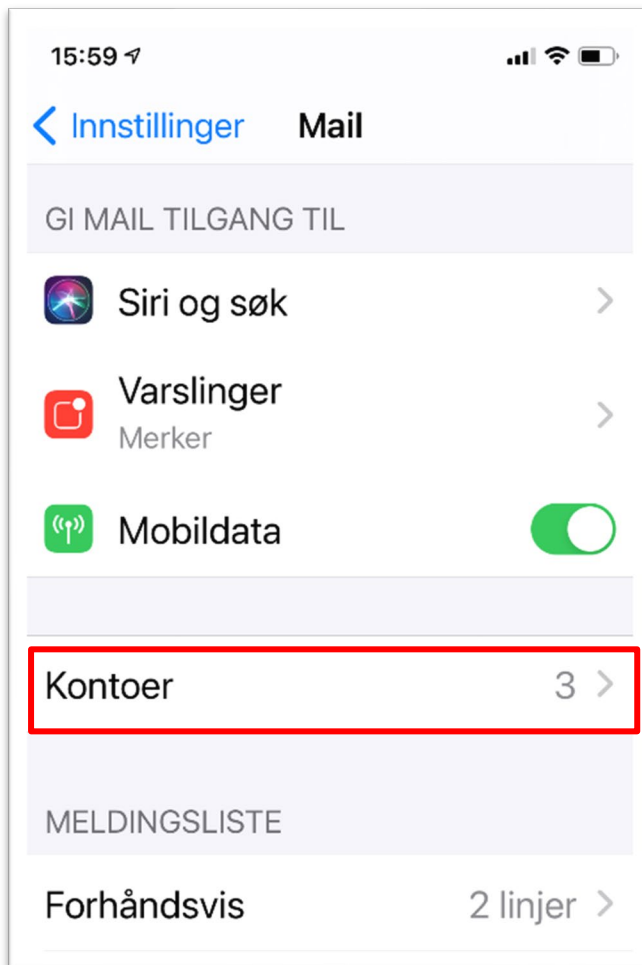 15:59
Innstillinger Mail
GI MAIL TILGANG TIL
Siri og søk
Varslinger
Merker
Mobildata
Kontoer 3
MELDINGSLISTE
Forhåndsvis 2 linjer